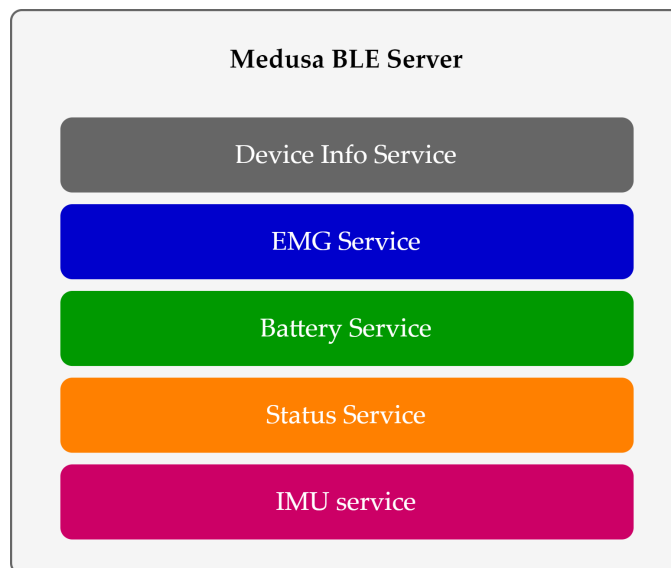 Medusa BLE Server
Device Info Service
EMG Service
Battery Service
Status Service
IMU service